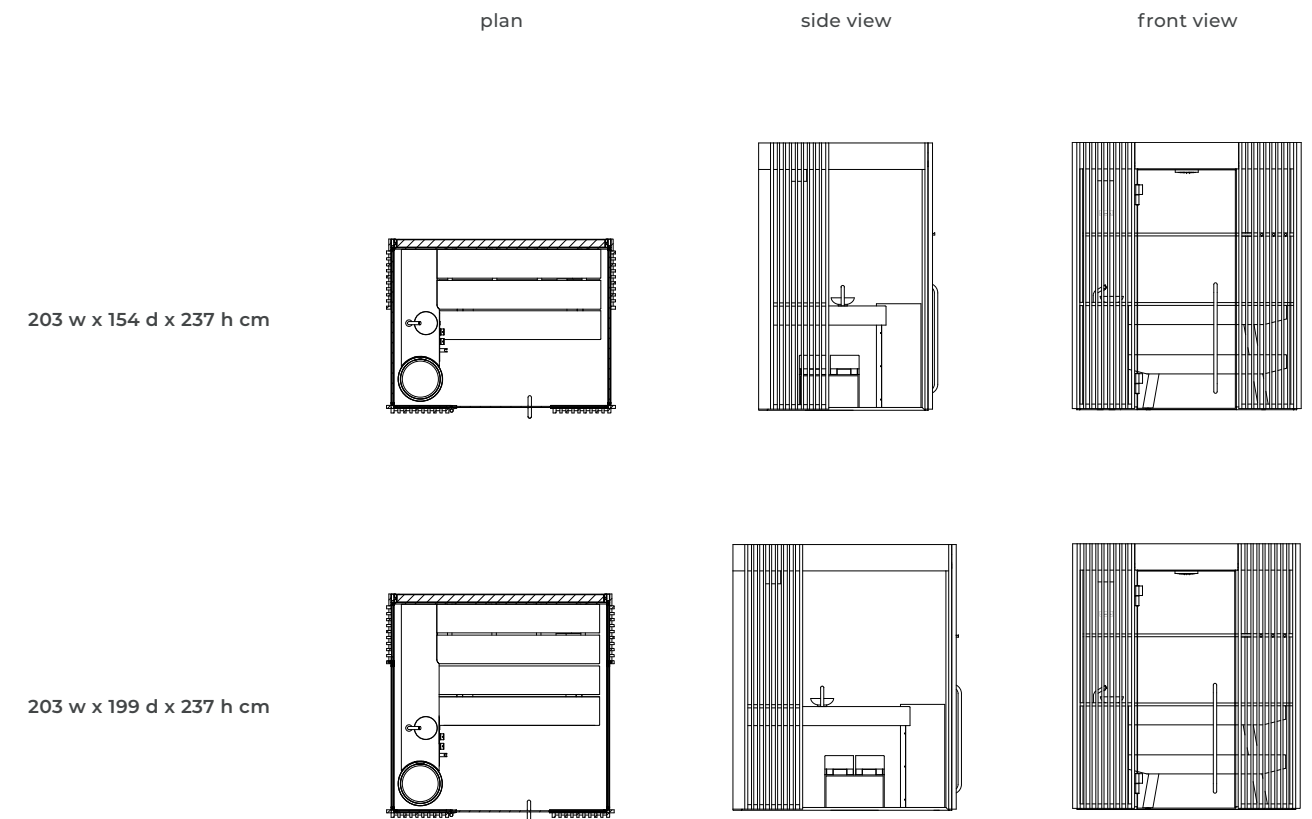 plan
side view
front view
203 w x 154 d x 237 h cm
203 w x 199 d x 237 h cm